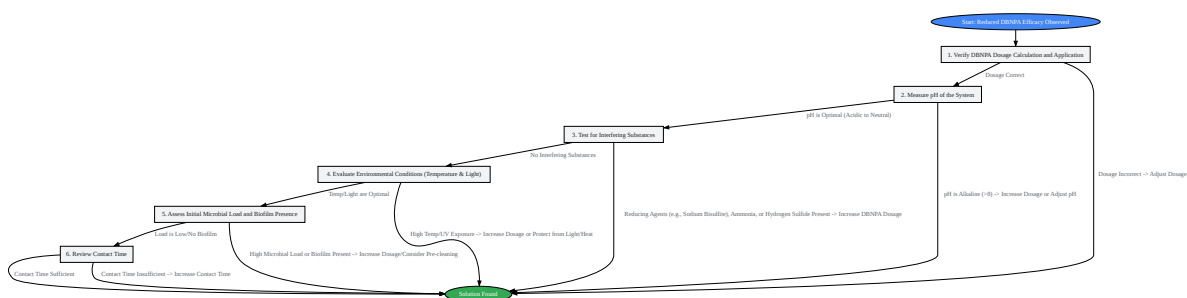 Start: Reduced DBNPA Efficacy Observed
1. Verify DBNPA Dosage Calculation and Application
Dosage Correct
2. Measure pH of the System
pH is Optimal (Acidic to Neutral)
3. Test for Interfering Substances
No Interfering Substances
4. Evaluate Environmental Conditions (Temperature & Light)
Dosage Incorrect -> Adjust Dosage
Temp/Light are Optimal
pH is Alkaline (>8) -> Increase Dosage or Adjust pH
5. Assess Initial Microbial Load and Biofilm Presence
Reducing Agents (e.g., Sodium Bisulfite), Ammonia, or Hydrogen Sulfide Present -> Increase DBNPA Dosage
Load is Low/No Biofilm
High Temp/UV Exposure -> Increase Dosage or Protect from Light/Heat
6. Review Contact Time
High Microbial Load or Biofilm Present -> Increase Dosage/Consider Pre-cleaning
Contact Time Sufficient
Contact Time Insufficient -> Increase Contact Time
Solution Found